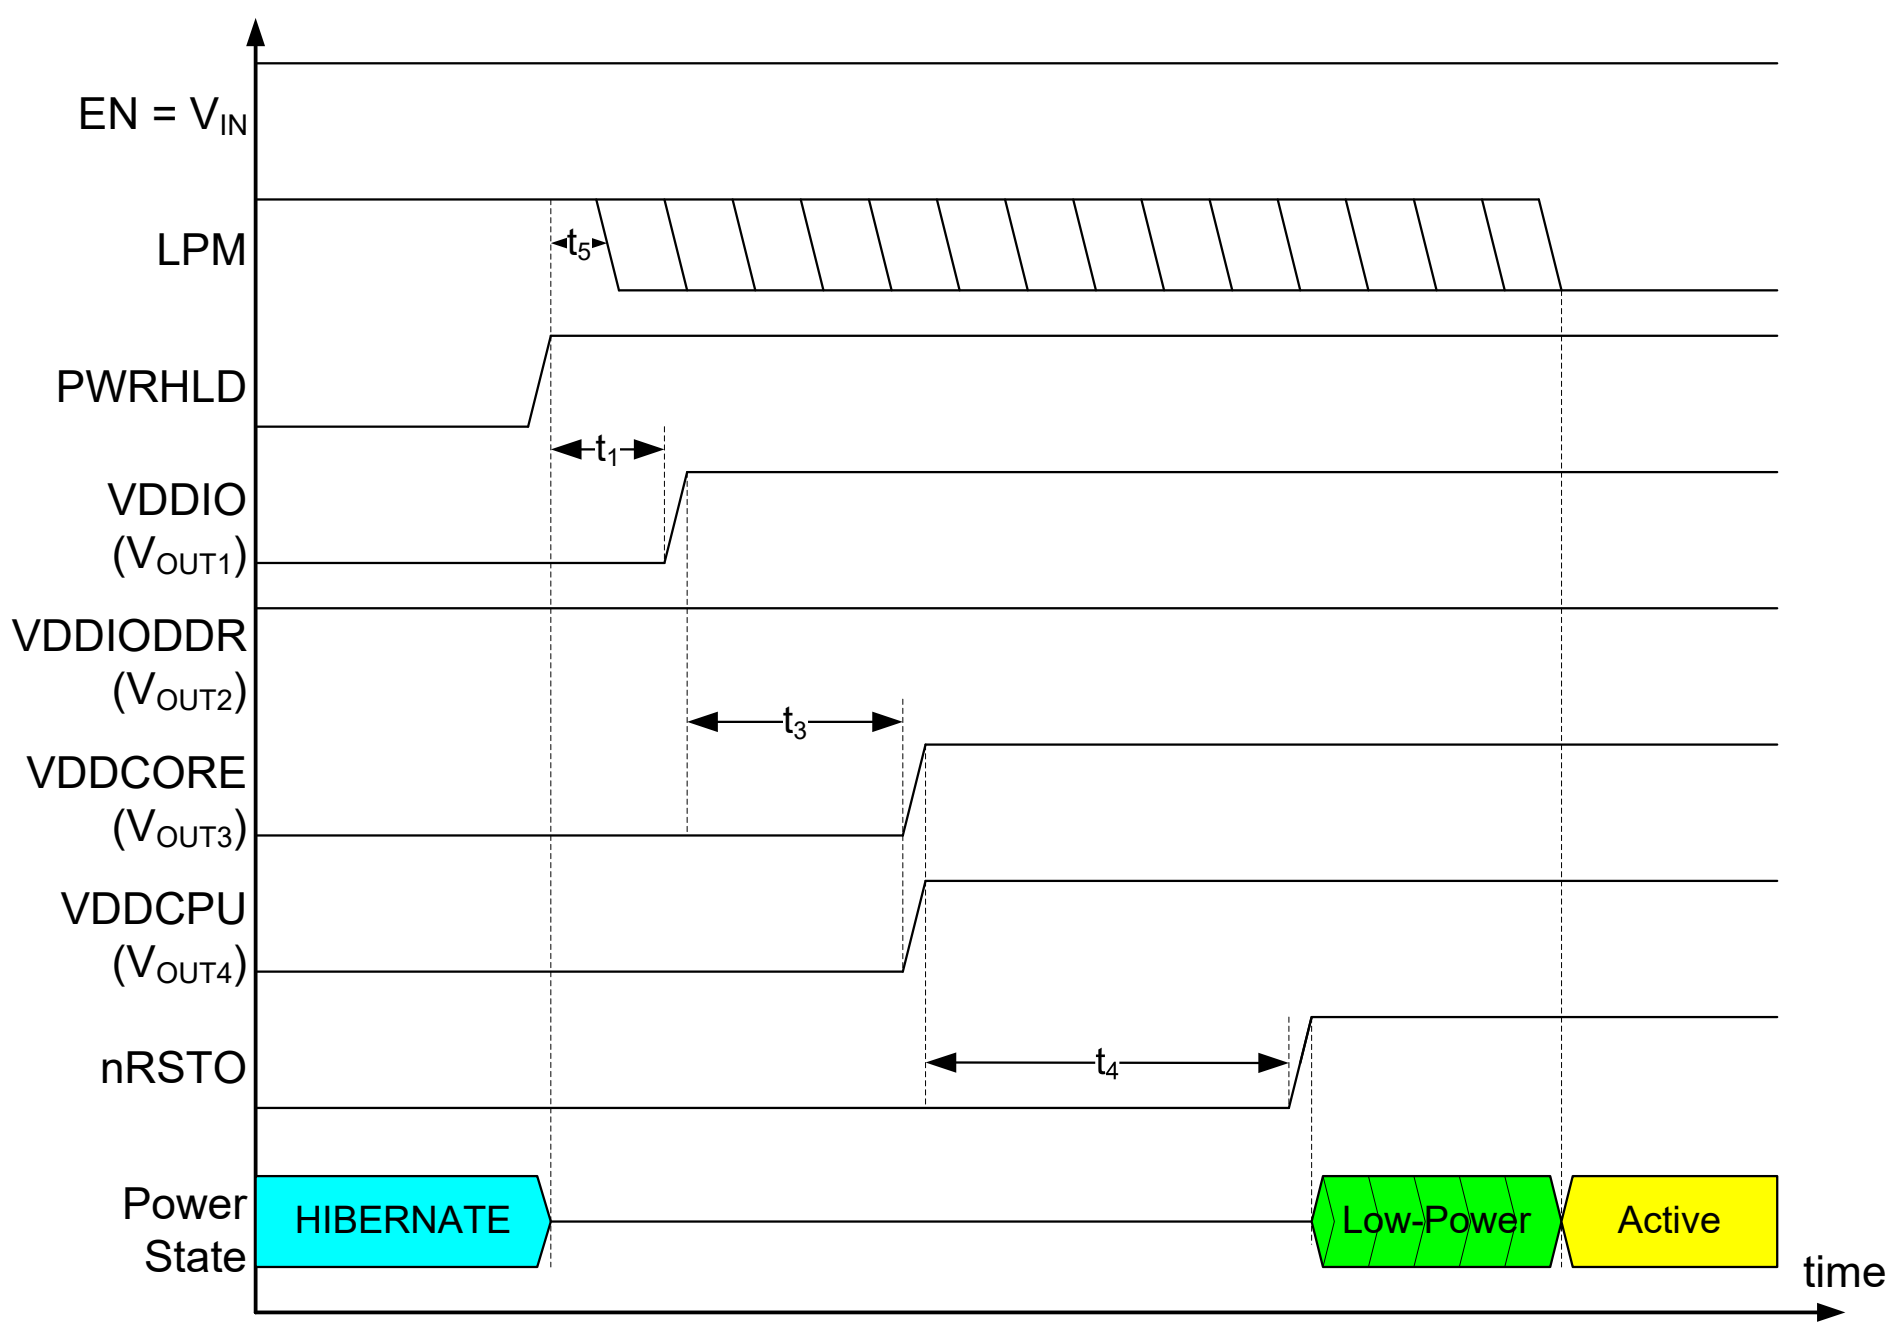 EN = VIN
LPM
t5
PWRHLD
t1
VDDIO
(VOUT1)
VDDIODDR
(VOUT2)
t3
VDDCORE
(VOUT3)
VDDCPU
(VOUT4)
nRSTO
t4
Power
State
HIBERNATE
Low-Power
Active
time